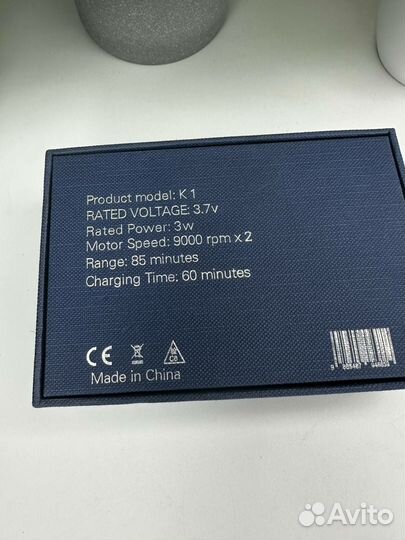 Product model: K 1
RATED VOLTAGE: 3.7v
Rated Power: 3w
Motor Speed: 9000 rpm x 2
Range: 85 minutes
Charging Time: 60 minutes
CE
Made in China
Avito